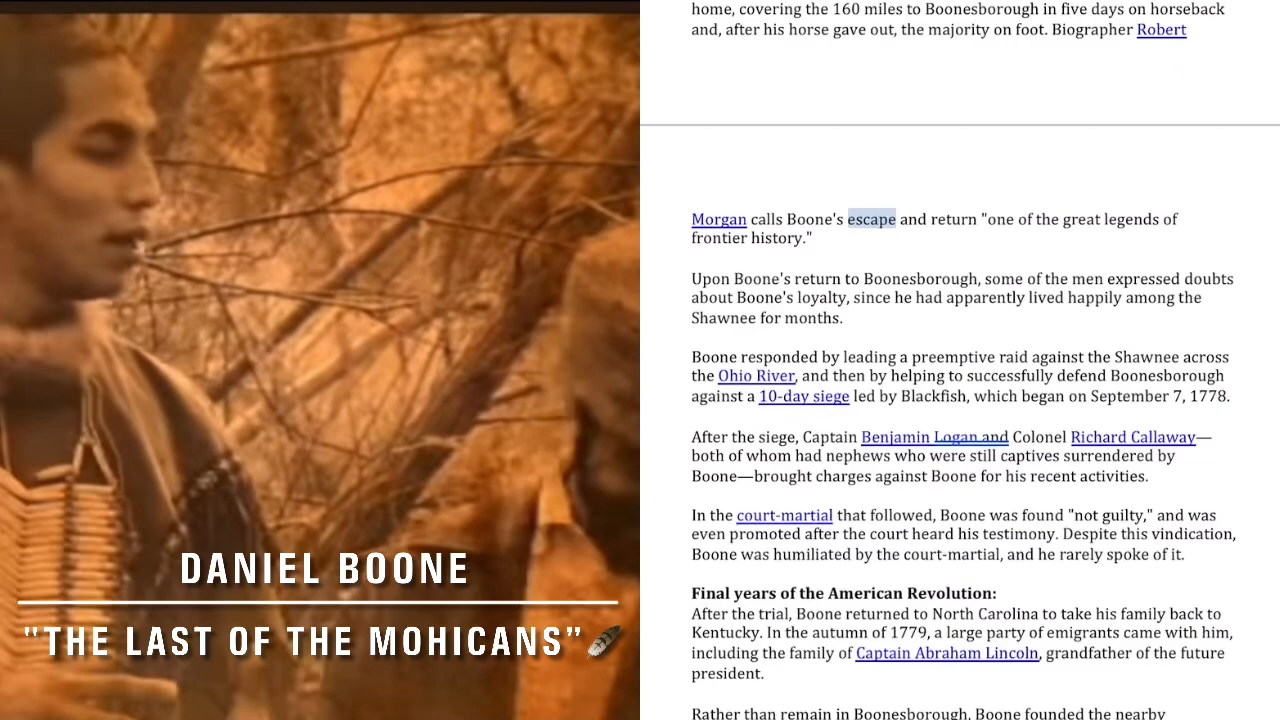 DANIEL BOONE
"THE LAST OF THE MOHICANS"
home, covering the 160 miles to Boonesborough in five days on horseback
and, after his horse gave out, the majority on foot. Biographer Robert
Morgan calls Boone's escape and return "one of the great legends of
frontier history."
Upon Boone's return to Boonesborough, some of the men expressed doubts
about Boone's loyalty, since he had apparently lived happily among the
Shawnee for months.
Boone responded by leading a preemptive raid against the Shawnee across
the Ohio River, and then by helping to successfully defend Boonesborough
against a 10-day siege led by Blackfish, which began on September 7, 1778.
After the siege, Captain Benjamin Logan and Colonel Richard Callaway—
both of whom had nephews who were still captives surrendered by
Boone—brought charges against Boone for his recent activities.
In the court-martial that followed, Boone was found "not guilty," and was
even promoted after the court heard his testimony. Despite this vindication,
Boone was humiliated by the court-martial, and he rarely spoke of it.
Final years of the American Revolution:
After the trial, Boone returned to North Carolina to take his family back to
Kentucky. In the autumn of 1779, a large party of emigrants came with him,
including the family of Captain Abraham Lincoln, grandfather of the future
president.
Rather than remain in Boonesborough, Boone founded the nearby